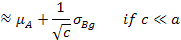 ≈ μ_A + 1/√c σ_Bg if c ≪ a